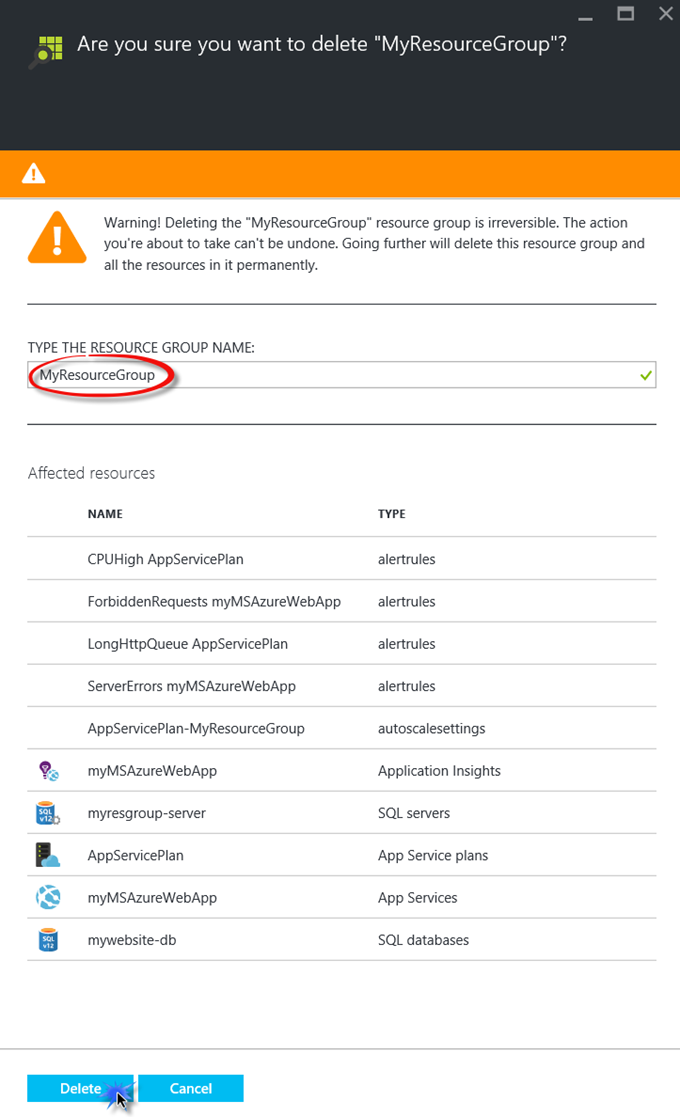 Are you sure you want to delete "MyResourceGroup"?
Warning! Deleting the "MyResourceGroup" resource group is irreversible. The action
you're about to take can't be undone. Going further will delete this resource group and
all the resources in it permanently.
TYPE THE RESOURCE GROUP NAME:
MyResourceGroup
Affected resources
NAME TYPE
CPUHigh AppServicePlan alertrules
ForbiddenRequests myMSAzureWebApp alertrules
LongHttpQueue AppServicePlan alertrules
ServerErrors myMSAzureWebApp alertrules
AppServicePlan-MyResourceGroup autoscalesettings
myMSAzureWebApp Application Insights
SQL
v12
myresgroup-server SQL servers
AppServicePlan App Service plans
myMSAzureWebApp App Services
SQL
v12
mywebsite-db SQL databases
Delete Cancel